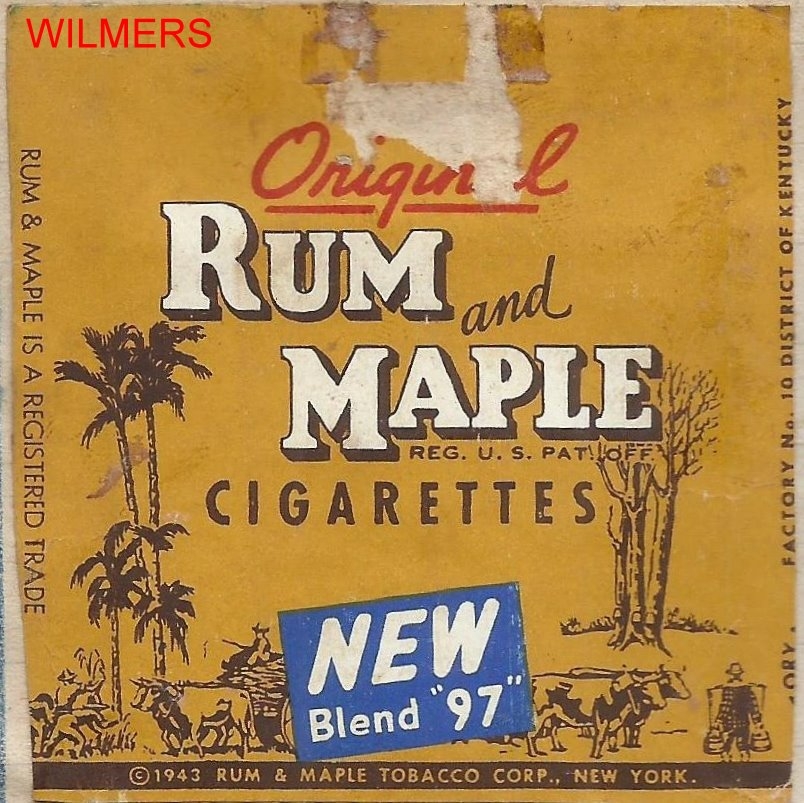 WILMERS
Original
RUM and
MAPLE
REG. U. S. PAT. OFF.
CIGARETTES
NEW
Blend "97"
©1943 RUM & MAPLE TOBACCO CORP., NEW YORK.
RUM & MAPLE IS A REGISTERED TRADE
FACTORY No. 10 DISTRICT OF KENTUCKY